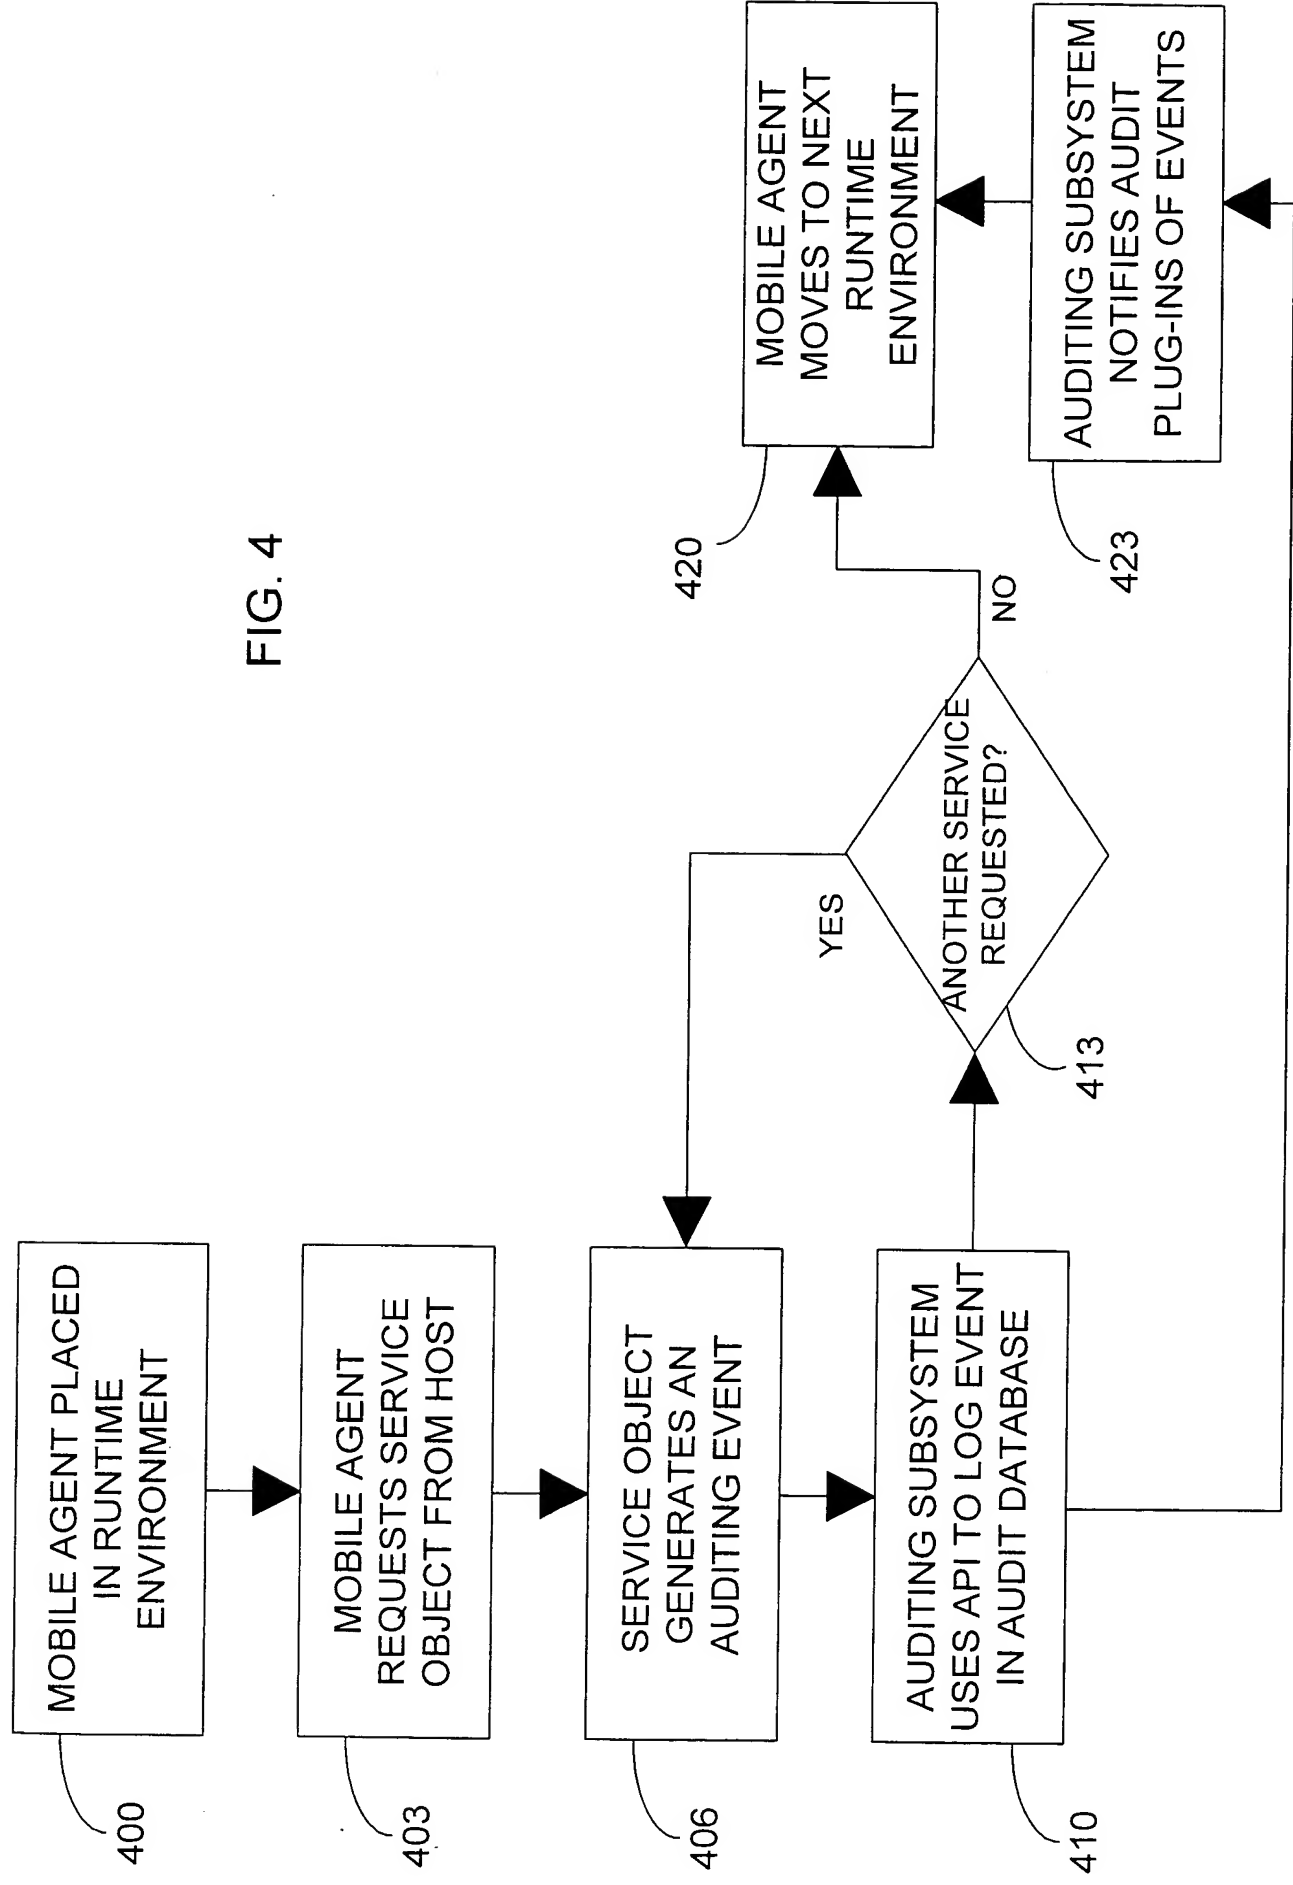 FIG. 4
MOBILE AGENT PLACED
IN RUNTIME
ENVIRONMENT
400
MOBILE AGENT
REQUESTS SERVICE
OBJECT FROM HOST
403
SERVICE OBJECT
GENERATES AN
AUDITING EVENT
406
AUDITING SUBSYSTEM
USES API TO LOG EVENT
IN AUDIT DATABASE
410
ANOTHER SERVICE
REQUESTED?
413
YES
NO
MOBILE AGENT
MOVES TO NEXT
RUNTIME
ENVIRONMENT
420
AUDITING SUBSYSTEM
NOTIFIES AUDIT
PLUG-INS OF EVENTS
423